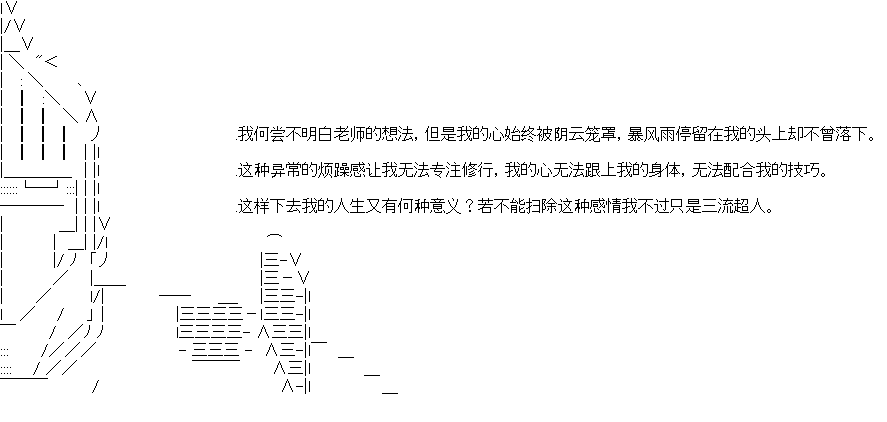 .我何尝不明白老师的想法，但是我的心始终被阴云笼罩，暴风雨停留在我的头上却不曾落下。
.这种异常的烦躁感让我无法专注修行，我的心无法跟上我的身体，无法配合我的技巧。
.这样下去我的人生又有何种意义？若不能扫除这种感情我不过只是三流超人。